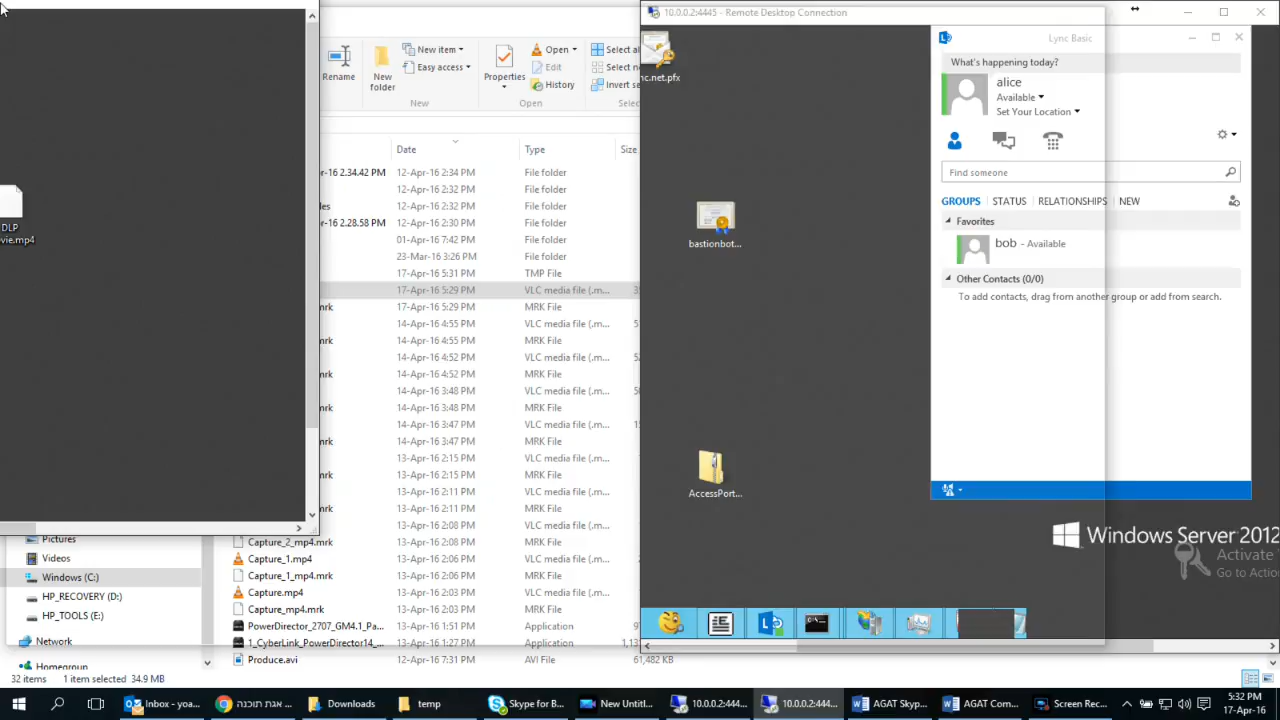 DLP
vie.mp4
Rename
New
folder
New item
Easy access
New
Properties
Open
Edit
History
Open
Select al
Select no
Invert se
Selec
Date
Type
Size
r-16 2.34.42 PM 12-Apr-16 2:34 PM File folder
12-Apr-16 2:32 PM File folder
les 12-Apr-16 2:32 PM File folder
r-16 2.28.58 PM 12-Apr-16 2:30 PM File folder
01-Apr-16 7:42 PM File folder
23-Mar-16 3:26 PM File folder
17-Apr-16 5:31 PM TMP File
17-Apr-16 5:29 PM VLC media file (.m...
mrk 17-Apr-16 5:29 PM MRK File
14-Apr-16 4:55 PM VLC media file (.m...
mrk 14-Apr-16 4:55 PM MRK File
14-Apr-16 4:52 PM VLC media file (.m...
mrk 14-Apr-16 4:52 PM MRK File
14-Apr-16 3:48 PM VLC media file (.m...
mrk 14-Apr-16 3:48 PM MRK File
14-Apr-16 3:47 PM VLC media file (.m...
mrk 14-Apr-16 3:47 PM MRK File
13-Apr-16 2:15 PM VLC media file (.m...
mrk 13-Apr-16 2:15 PM MRK File
13-Apr-16 2:11 PM VLC media file (.m...
mrk 13-Apr-16 2:11 PM MRK File
13-Apr-16 2:08 PM VLC media file (.m...
Capture_2_mp4.mrk 13-Apr-16 2:08 PM MRK File
Capture_1.mp4 13-Apr-16 2:06 PM VLC media file (.m...
Capture_1_mp4.mrk 13-Apr-16 2:06 PM MRK File
Capture.mp4 13-Apr-16 2:03 PM VLC media file (.m...
Capture_mp4.mrk 13-Apr-16 2:03 PM MRK File
PowerDirector_2707_GM4.1_Pa... 13-Apr-16 1:51 PM Application
1_CyberLink_PowerDirector14_... 13-Apr-16 1:27 PM Application 1,13
Produce.avi 12-Apr-16 7:31 PM AVI File 61,482 KB
Pictures
Videos
Windows (C:)
HP_RECOVERY (D:)
HP_TOOLS (E:)
Network
Homegroup
32 items 1 item selected 34.9 MB
10.0.0.2:4445 - Remote Desktop Connection
nc.net.pfx
bastionbot...
AccessPort...
Lync Basic
What's happening today?
alice
Available
Set Your Location
Find someone
GROUPS STATUS RELATIONSHIPS NEW
Favorites
bob - Available
Other Contacts (0/0)
To add contacts, drag from another group or add from search.
Windows Server 2012
Activate
Go to Actio
Inbox - yoa...
אגת תוכנה ...
Downloads
temp
Skype for B...
New Untitl...
10.0.0.2:444...
10.0.0.2:444...
AGAT Skyp...
AGAT Com...
Screen Rec...
5:32 PM
17-Apr-16